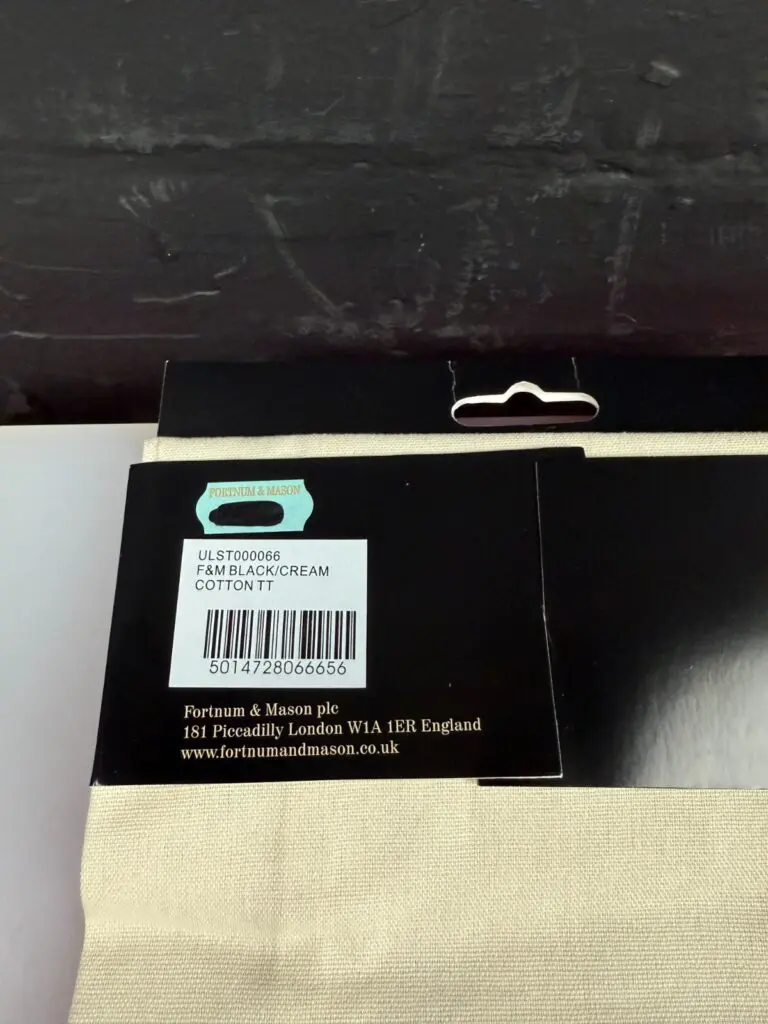 FORTNUM & MASON
ULST000066
F&M BLACK/CREAM
COTTON TT
5014728066656
Fortnum & Mason plc
181 Piccadilly London W1A 1ER England
www.fortnumandmason.co.uk